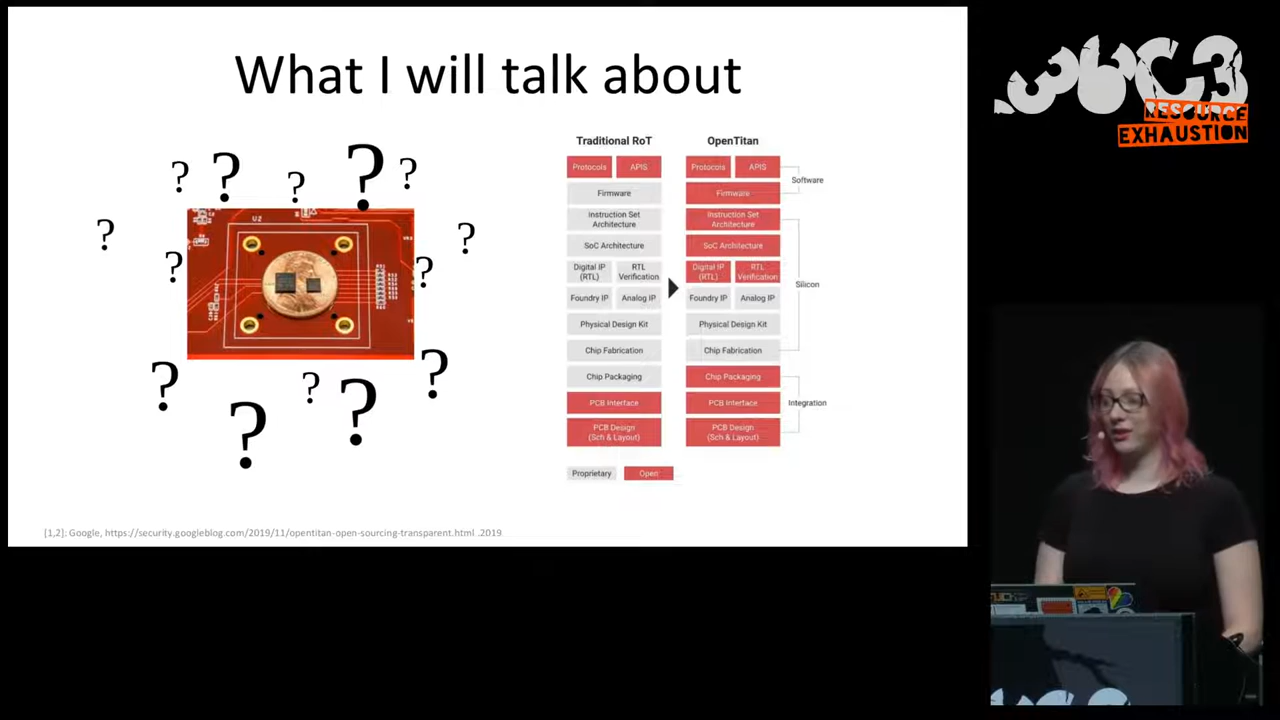 What I will talk about
? ? ? ? ?
? ?
? ?
? ? ? ?
? ?
U2
Traditional RoT
Protocols APIS
Firmware
Instruction Set
Architecture
SoC Architecture
Digital IP
(RTL)
RTL
Verification
Foundry IP Analog IP
Physical Design Kit
Chip Fabrication
Chip Packaging
PCB Interface
PCB Design
(Sch & Layout)
OpenTitan
Protocols APIS
Firmware
Instruction Set
Architecture
SoC Architecture
Digital IP
(RTL)
RTL
Verification
Foundry IP Analog IP
Physical Design Kit
Chip Fabrication
Chip Packaging
PCB Interface
PCB Design
(Sch & Layout)
Software
Silicon
Integration
Proprietary Open
[1,2]: Google, https://security.googleblog.com/2019/11/opentitan-open-sourcing-transparent.html .2019
36C3
RESOURCE
EXHAUSTION